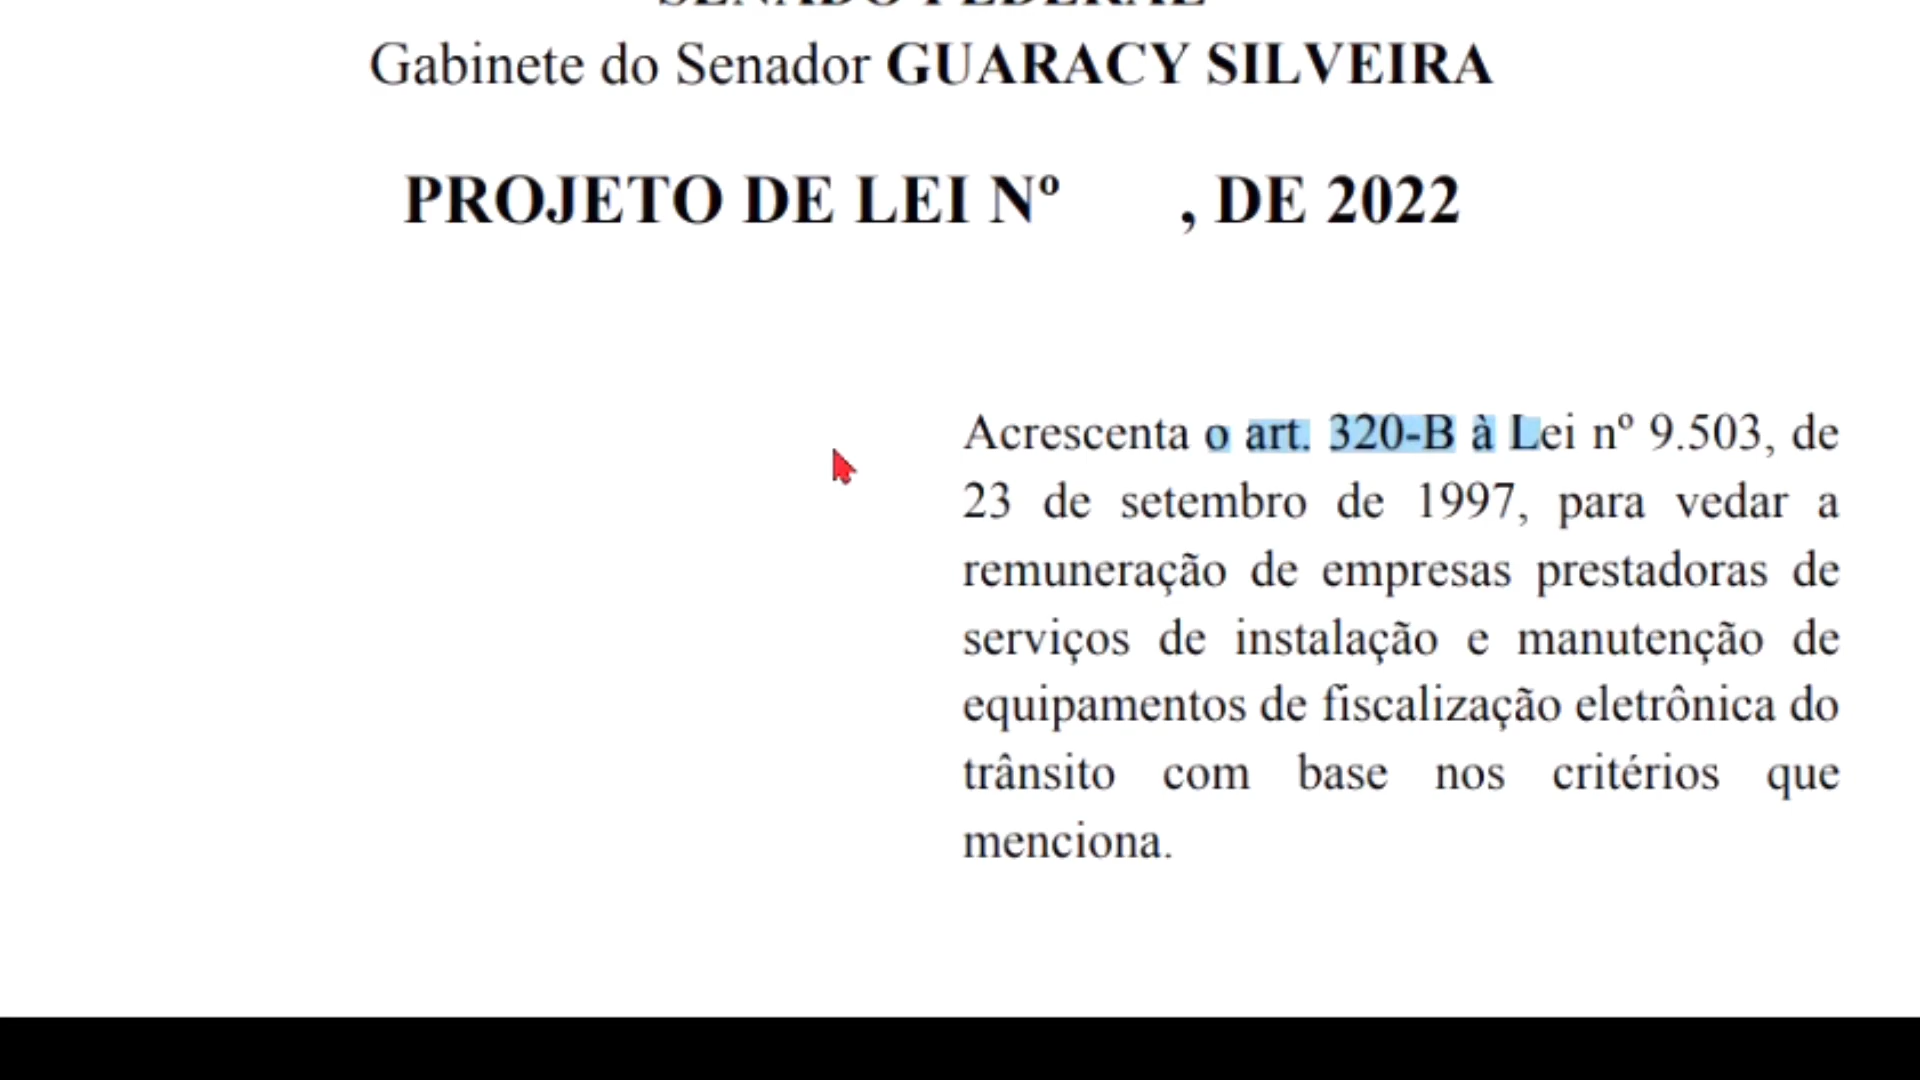 SENADO FEDERAL
Gabinete do Senador GUARACY SILVEIRA
PROJETO DE LEI Nº , DE 2022
Acrescenta o art. 320-B à Lei nº 9.503, de
23 de setembro de 1997, para vedar a
remuneração de empresas prestadoras de
serviços de instalação e manutenção de
equipamentos de fiscalização eletrônica do
trânsito com base nos critérios que
menciona.